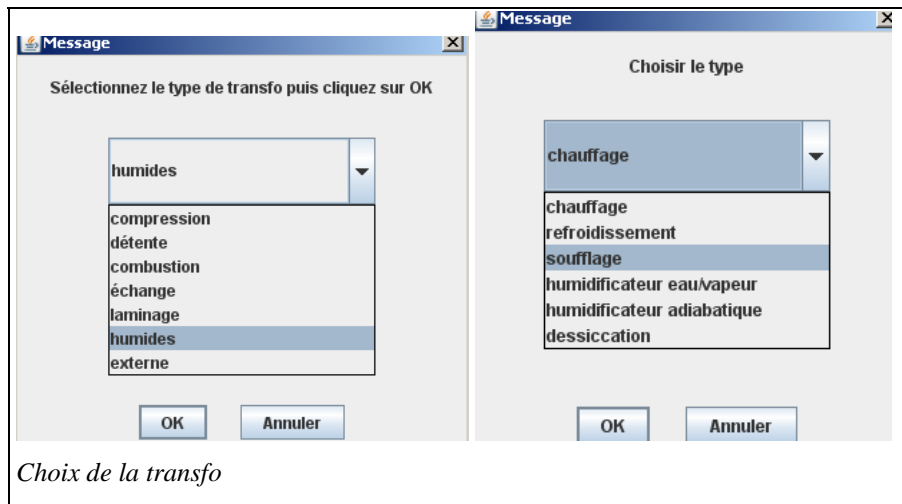 Message
Sélectionnez le type de transfo puis cliquez sur OK
humides
compression
détente
combustion
échange
laminage
humides
externe
OK Annuler
Message
Choisir le type
chauffage
chauffage
refroidissement
soufflage
humidificateur eau/vapeur
humidificateur adiabatique
dessiccation
OK Annuler
Choix de la transfo